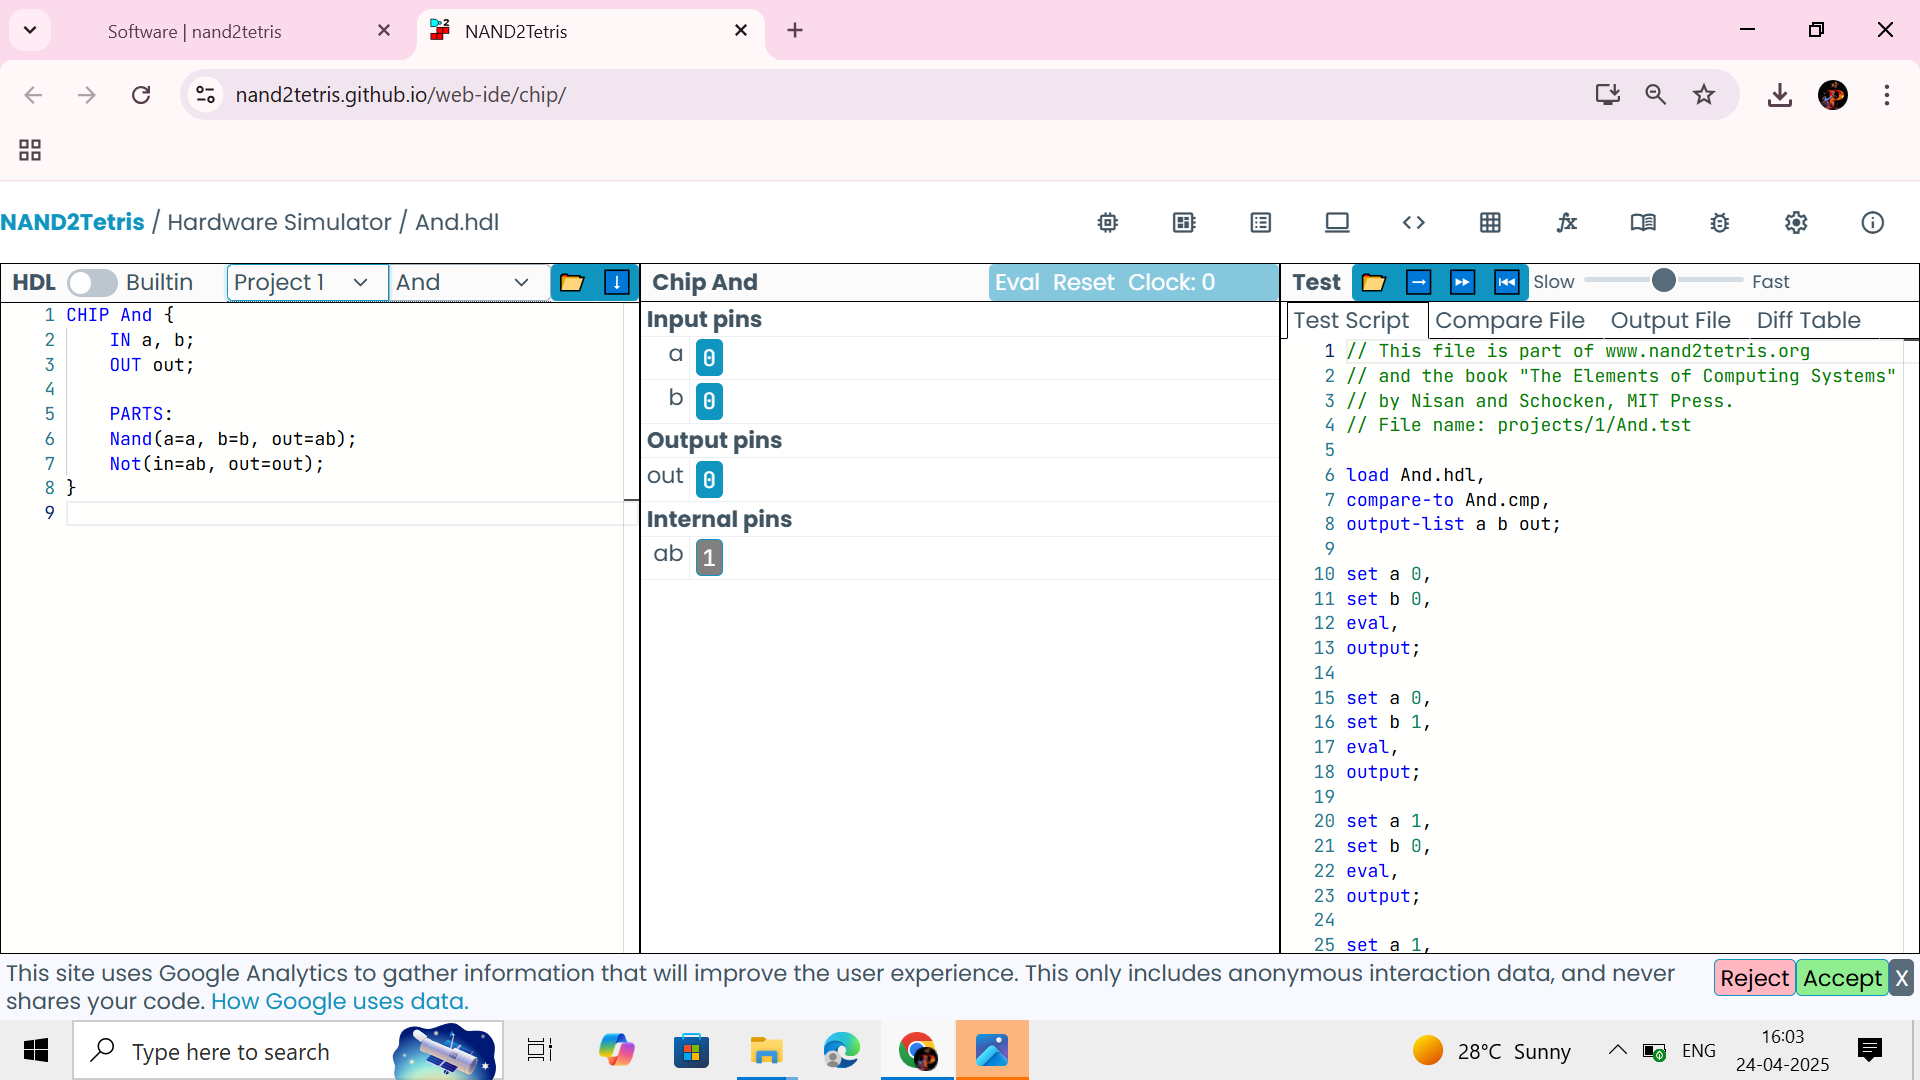 Software | nand2tetris
NAND2Tetris
nand2tetris.github.io/web-ide/chip/
NAND2Tetris / Hardware Simulator / And.hdl
HDL Builtin Project 1 And
1 CHIP And {
2 IN a, b;
3 OUT out;
4
5 PARTS:
6 Nand(a=a, b=b, out=ab);
7 Not(in=ab, out=out);
8 }
9
Chip And Eval Reset Clock: 0
Input pins
a 0
b 0
Output pins
out 0
Internal pins
ab 1
Test Slow Fast
Test Script Compare File Output File Diff Table
1 // This file is part of www.nand2tetris.org
2 // and the book "The Elements of Computing Systems"
3 // by Nisan and Schocken, MIT Press.
4 // File name: projects/1/And.tst
5
6 load And.hdl,
7 compare-to And.cmp,
8 output-list a b out;
9
10 set a 0,
11 set b 0,
12 eval,
13 output;
14
15 set a 0,
16 set b 1,
17 eval,
18 output;
19
20 set a 1,
21 set b 0,
22 eval,
23 output;
24
25 set a 1,
This site uses Google Analytics to gather information that will improve the user experience. This only includes anonymous interaction data, and never
shares your code. How Google uses data.
Reject Accept X
Type here to search
28°C Sunny
ENG
16:03
24-04-2025